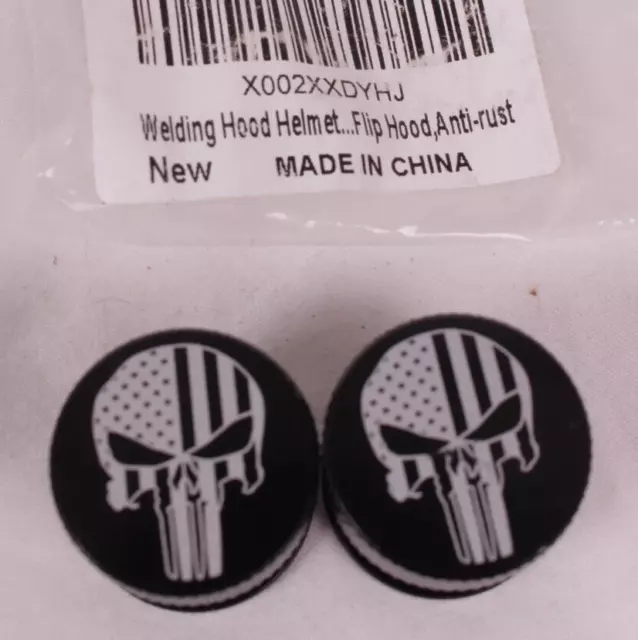 X002XXDYHJ
Welding Hood Helmet...Flip Hood,Anti-rust
New MADE IN CHINA